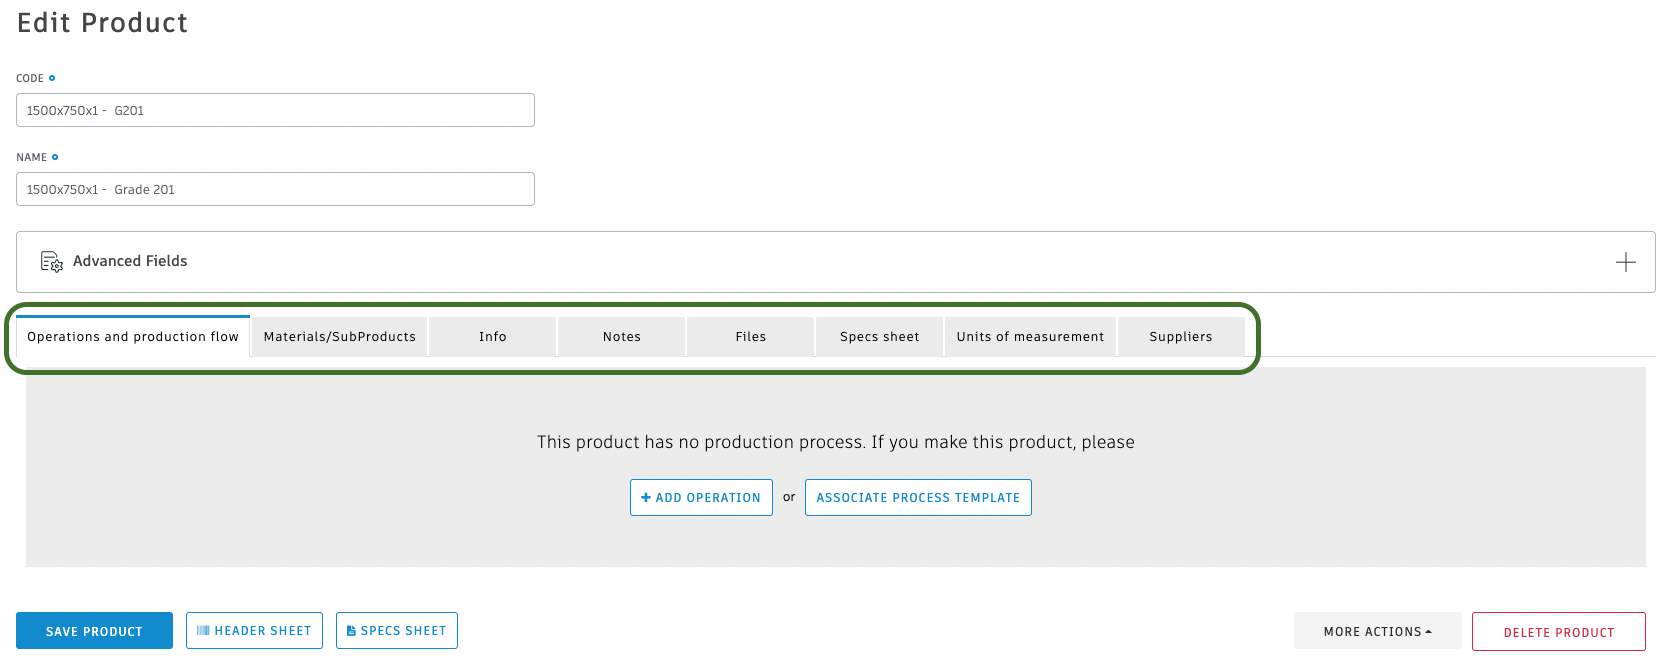 Edit Product
CODE
1500x750x1 - G201
NAME
1500x750x1 - Grade 201
Advanced Fields
Operations and production flow Materials/SubProducts Info Notes Files Specs sheet Units of measurement Suppliers
This product has no production process. If you make this product, please
+ ADD OPERATION or ASSOCIATE PROCESS TEMPLATE
SAVE PRODUCT HEADER SHEET SPECS SHEET MORE ACTIONS DELETE PRODUCT